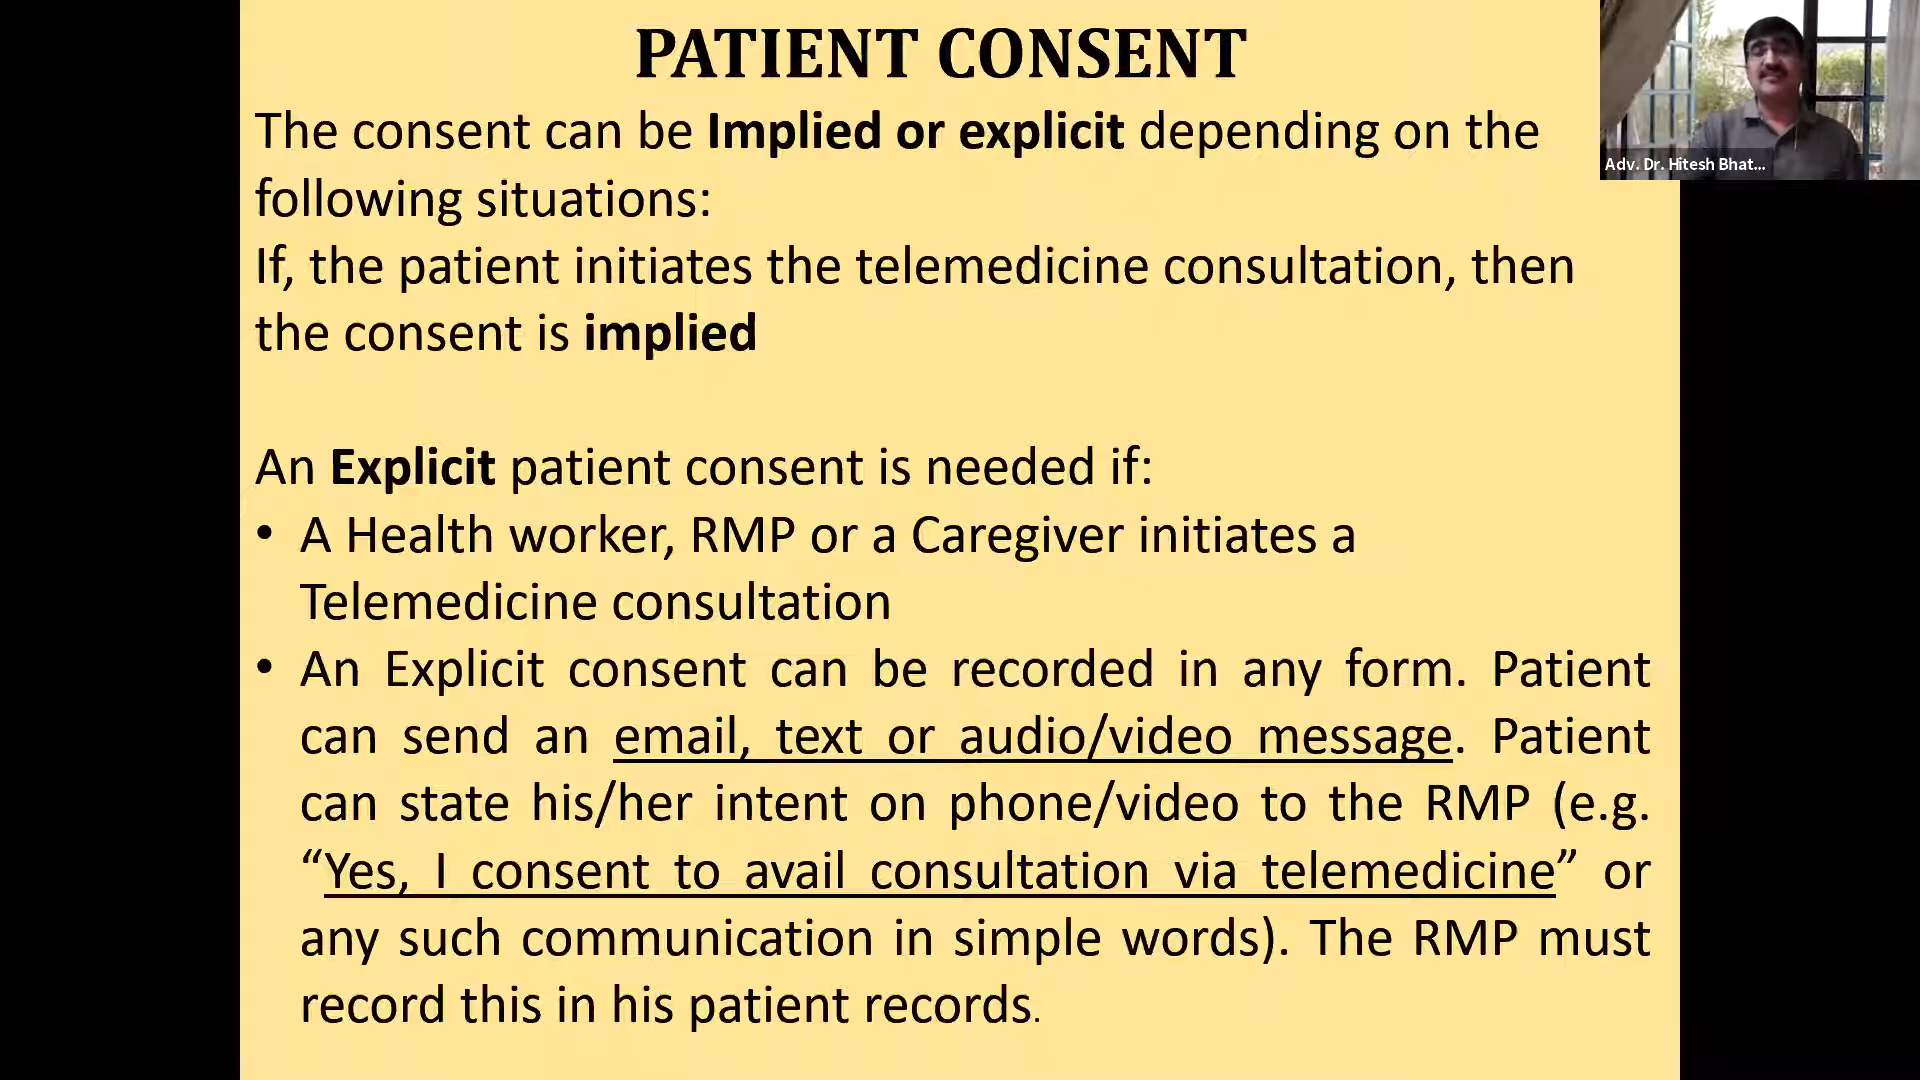 PATIENT CONSENT
The consent can be Implied or explicit depending on the
following situations:
If, the patient initiates the telemedicine consultation, then
the consent is implied
An Explicit patient consent is needed if:
• A Health worker, RMP or a Caregiver initiates a
Telemedicine consultation
• An Explicit consent can be recorded in any form. Patient
can send an email, text or audio/video message. Patient
can state his/her intent on phone/video to the RMP (e.g.
“Yes, I consent to avail consultation via telemedicine” or
any such communication in simple words). The RMP must
record this in his patient records.
Adv. Dr. Hitesh Bhat...